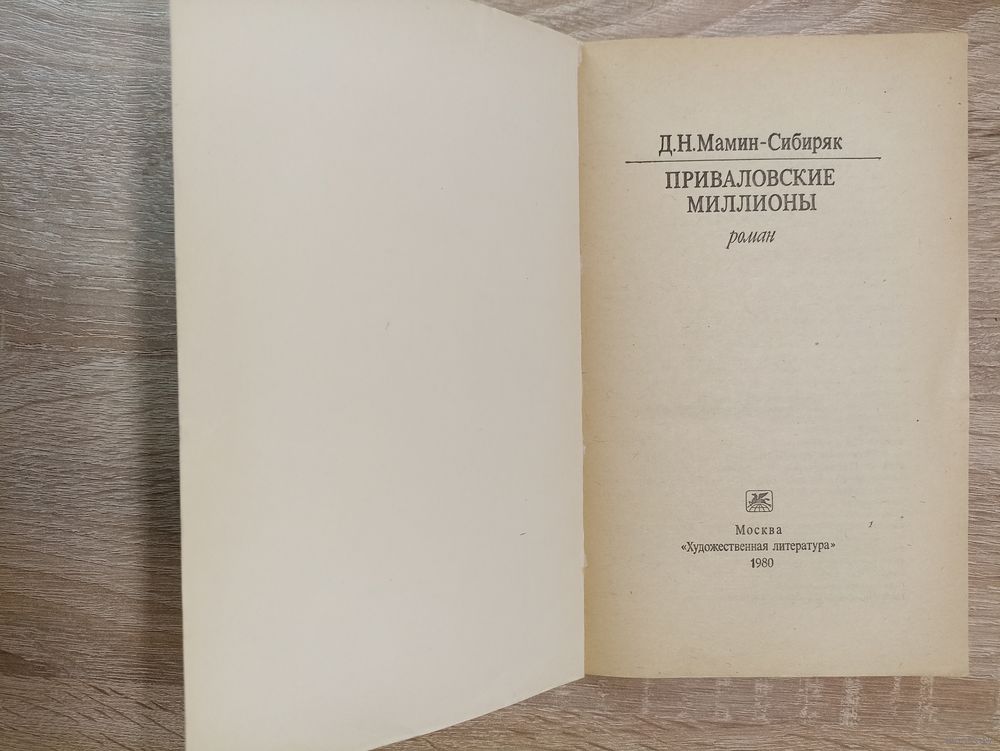 Д.Н.Мамин-Сибиряк
ПРИВАЛОВСКИЕ
МИЛЛИОНЫ
роман
Москва
«Художественная литература»
1980